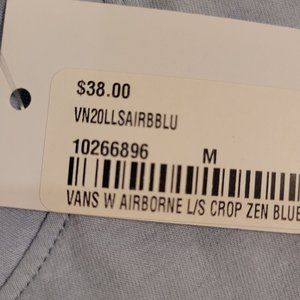 $38.00
VN20LLSAIRBBLU
10266896 M
VANS W AIRBORNE L/S CROP ZEN BLUE